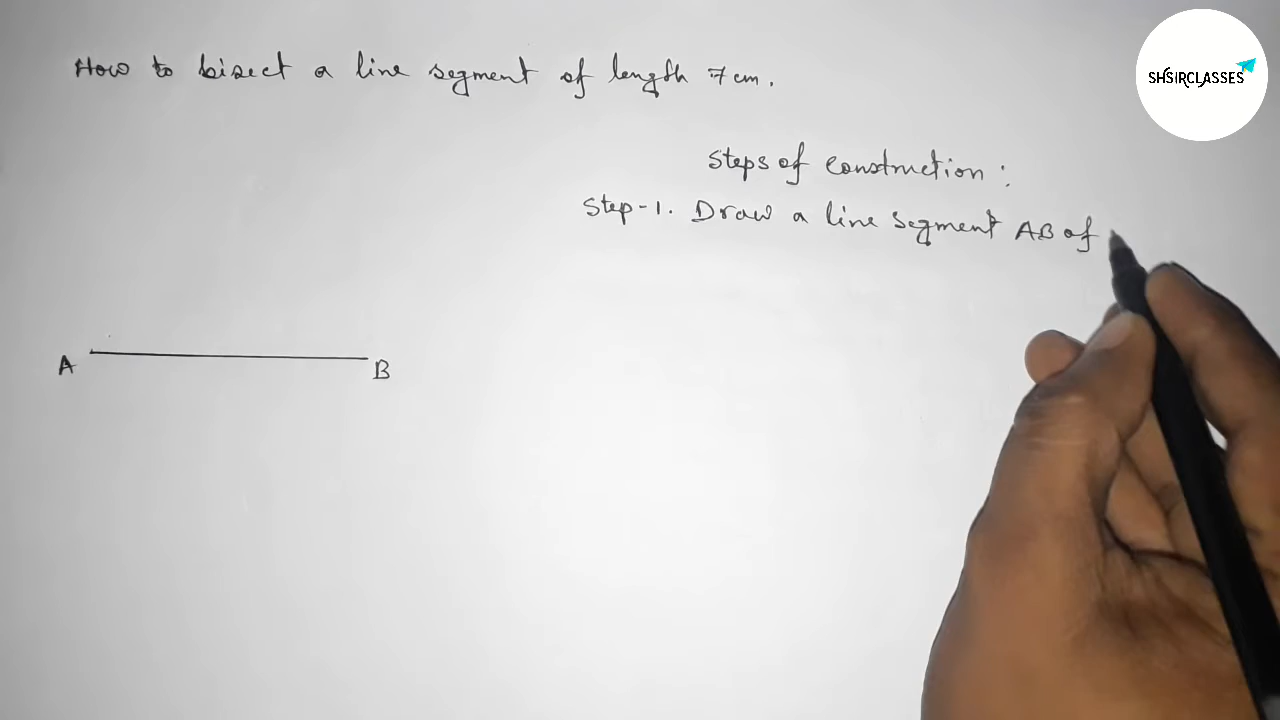 How to bisect a line segment of length 7 cm.
SHSIRCLASSES
Steps of construction:
Step-1. Draw a line segment AB of
A
B